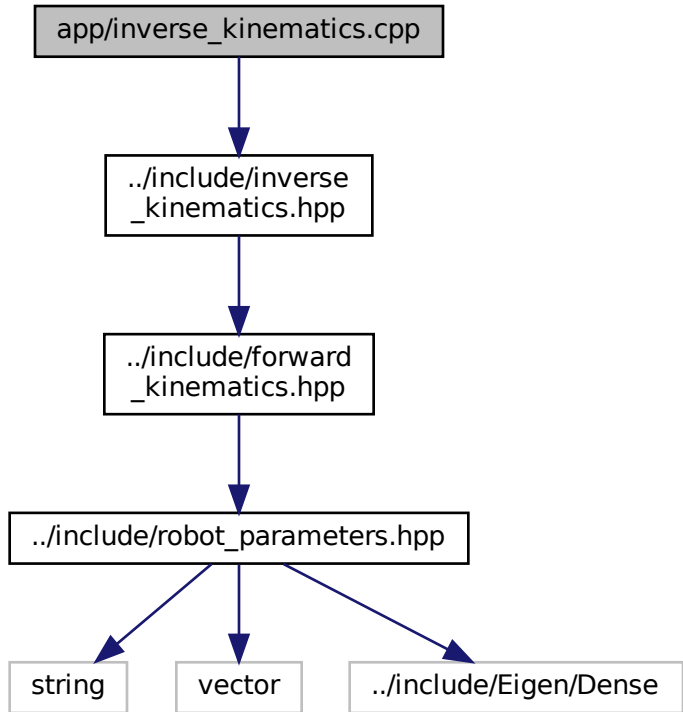 app/inverse_kinematics.cpp
../include/inverse
_kinematics.hpp
../include/forward
_kinematics.hpp
../include/robot_parameters.hpp
string
vector
../include/Eigen/Dense